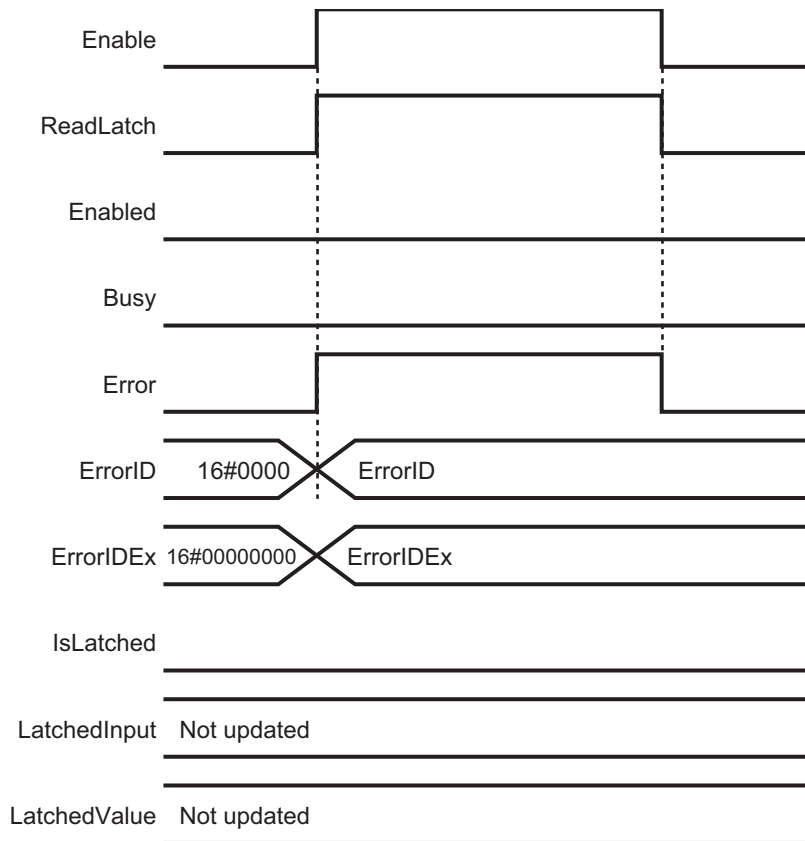 Enable
ReadLatch
Enabled
Busy
Error
ErrorID 16#0000 ErrorID
ErrorIDEx 16#00000000 ErrorIDEx
IsLatched
LatchedInput Not updated
LatchedValue Not updated